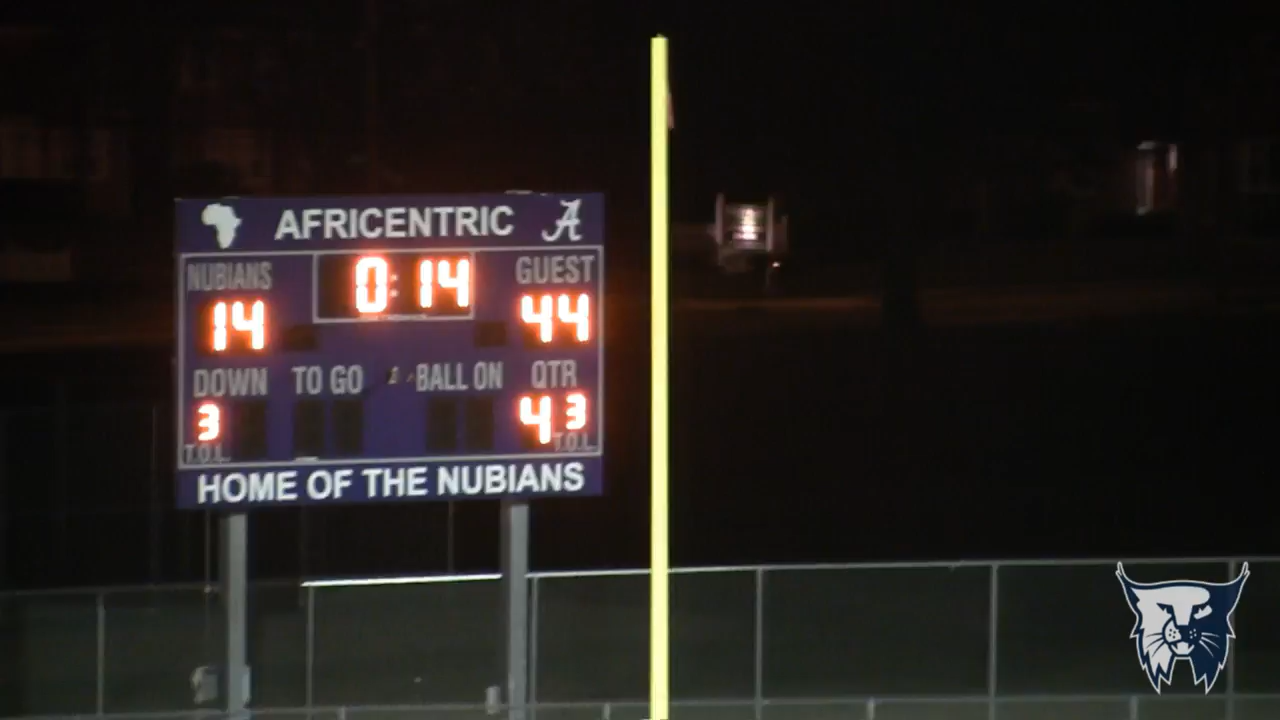 AFRICENTRIC A
NUBIANS 0:14 GUEST
14 44
DOWN TO GO BALL ON QTR
3 4 3
T.O.L. T.O.L.
HOME OF THE NUBIANS